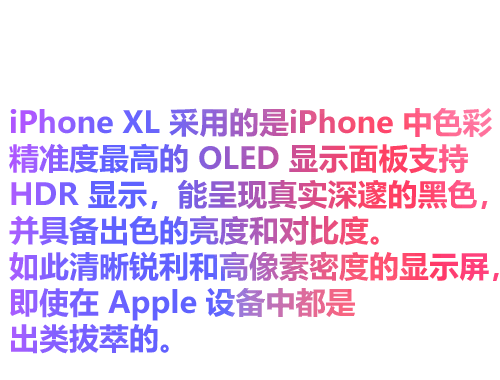 iPhone XL 采用的是iPhone 中色彩
精准度最高的 OLED 显示面板支持
HDR 显示，能呈现真实深邃的黑色，
并具备出色的亮度和对比度。
如此清晰锐利和高像素密度的显示屏，
即使在 Apple 设备中都是
出类拔萃的。